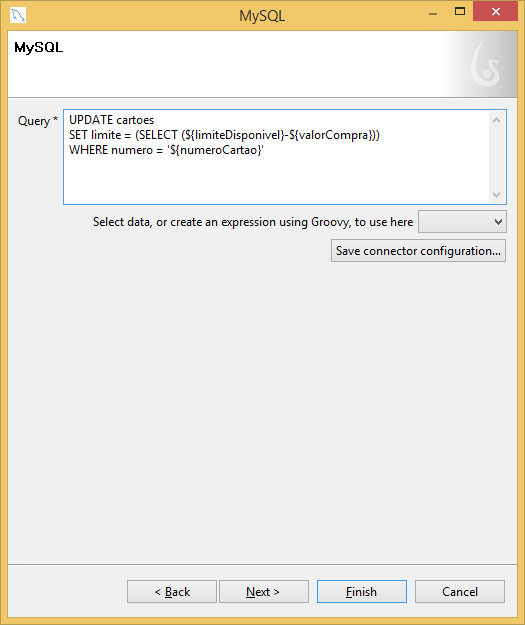 MySQL
MySQL
Query *
UPDATE cartoes
SET limite = (SELECT (${limiteDisponivel}-${valorCompra}))
WHERE numero = '${numeroCartao}'
Select data, or create an expression using Groovy, to use here
Save connector configuration...
< Back
Next >
Finish
Cancel